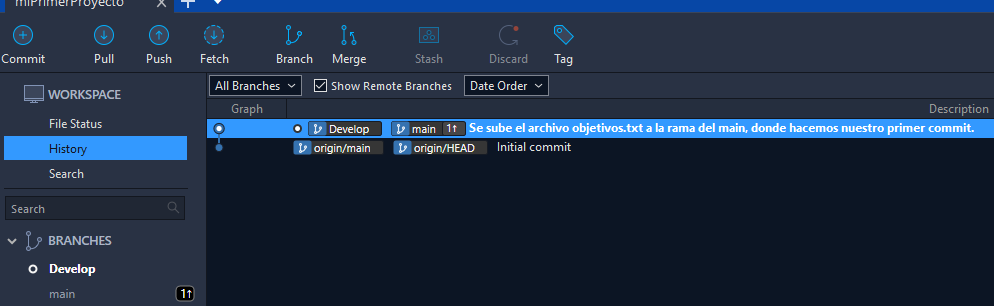 miPrimerProyecto
Commit Pull Push Fetch Branch Merge Stash Discard Tag
WORKSPACE
File Status
History
Search
Search
BRANCHES
Develop
main 1↑
All Branches Show Remote Branches Date Order
Graph Description
Develop main 1↑ Se sube el archivo objetivos.txt a la rama del main, donde hacemos nuestro primer commit.
origin/main origin/HEAD Initial commit